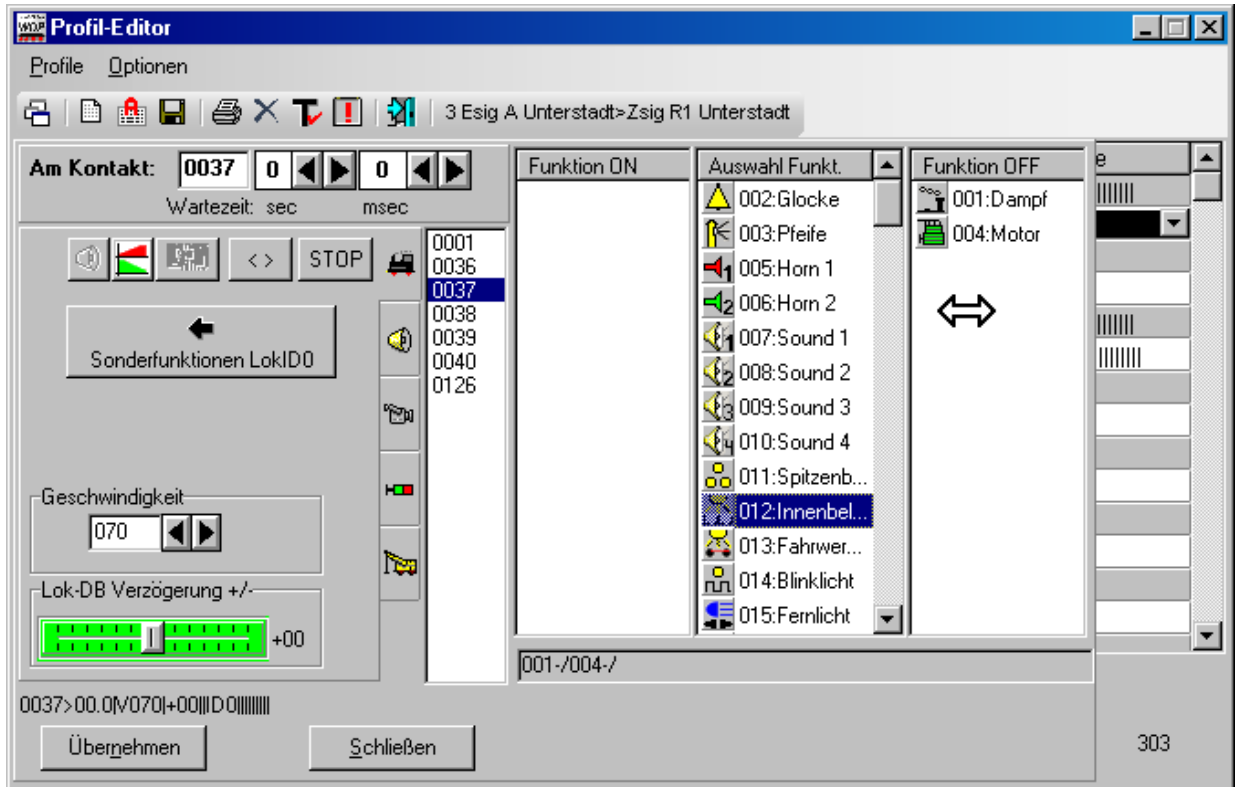 WDP Profil-Editor
Profile Optionen
3 Esig A Unterstadt>Zsig R1 Unterstadt
Am Kontakt: 0037 0 0
Wartezeit: sec msec
< > STOP
Sonderfunktionen LokID0
Geschwindigkeit
070
Lok-DB Verzögerung +/-
+00
0001
0036
0037
0038
0039
0040
0126
Funktion ON
Auswahl Funkt.
002:Glocke
003:Pfeife
005:Horn 1
006:Horn 2
007:Sound 1
008:Sound 2
009:Sound 3
010:Sound 4
011:Spitzenb...
012:Innenbel...
013:Fahrwer...
014:Blinklicht
015:Fernlicht
Funktion OFF
001:Dampf
004:Motor
e
001-/004-/
0037>00.0|V070|+00|||ID0|||||||||
Übernehmen Schließen
303